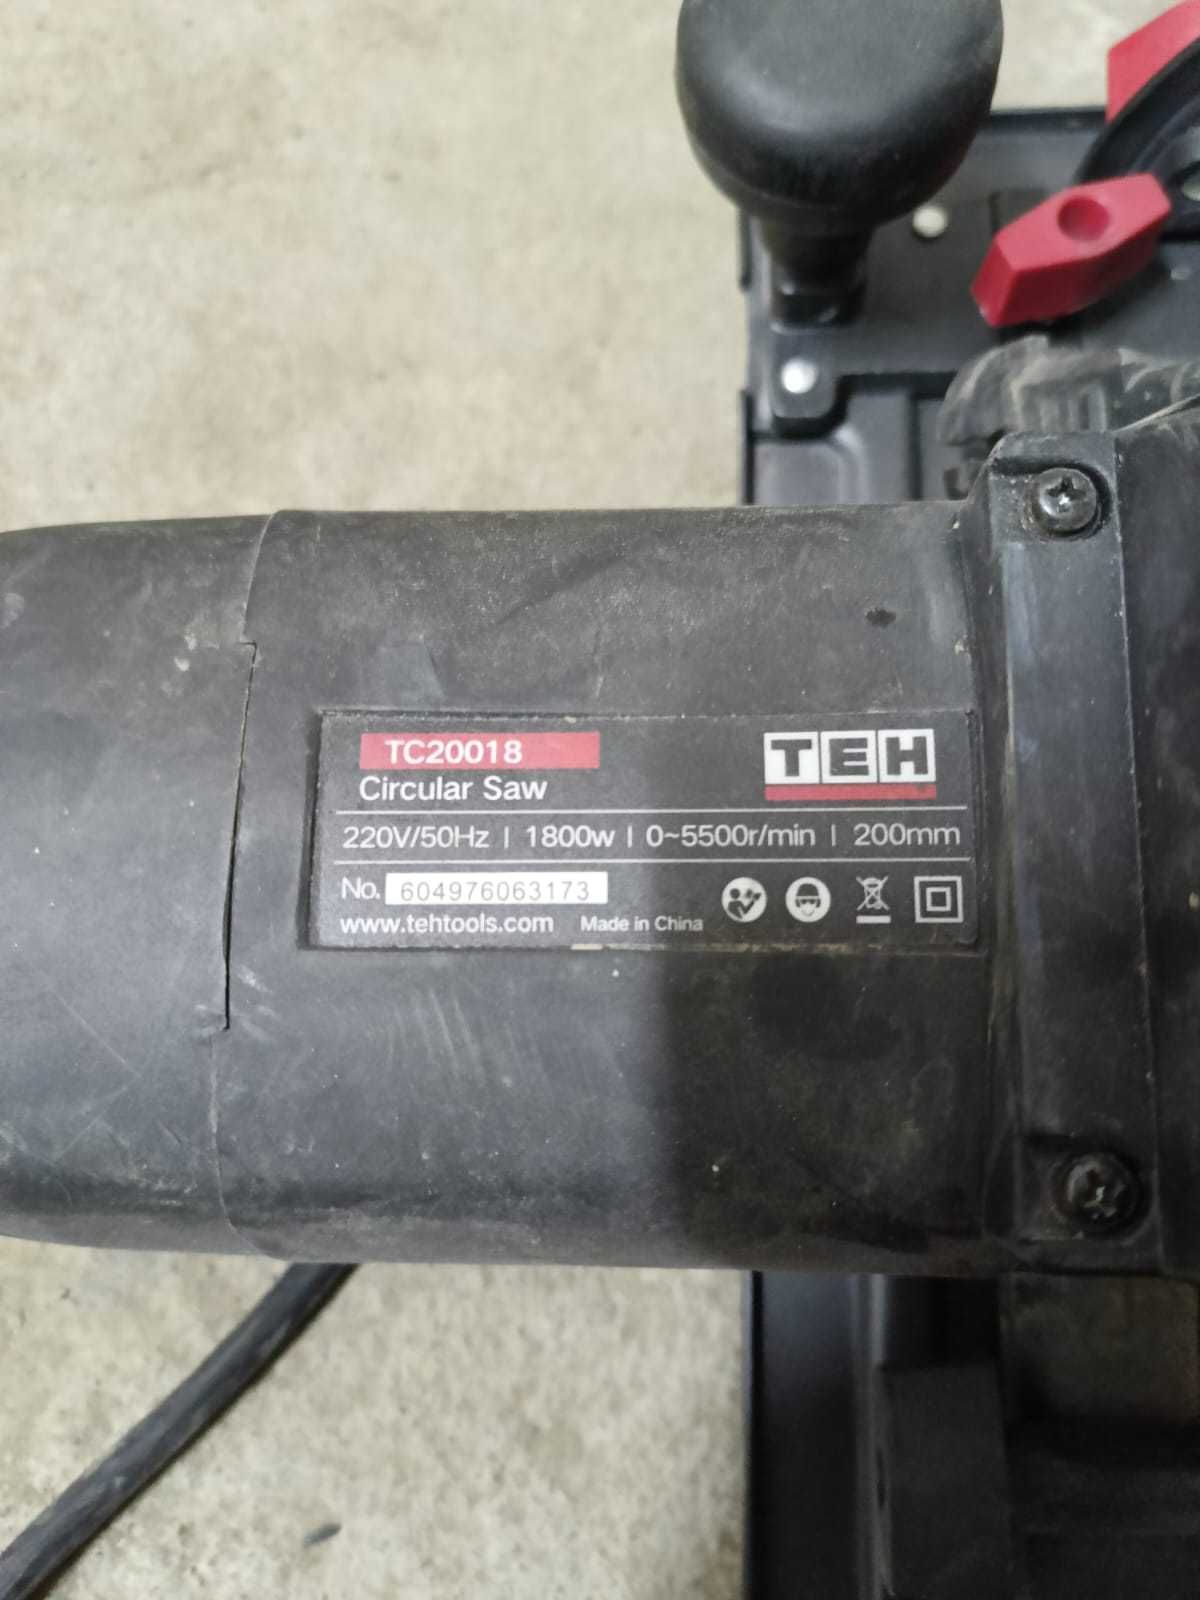 TC20018
TEH
Circular Saw
220V/50Hz | 1800w | 0~5500r/min | 200mm
No. 604976063173
www.tehtools.com Made in China